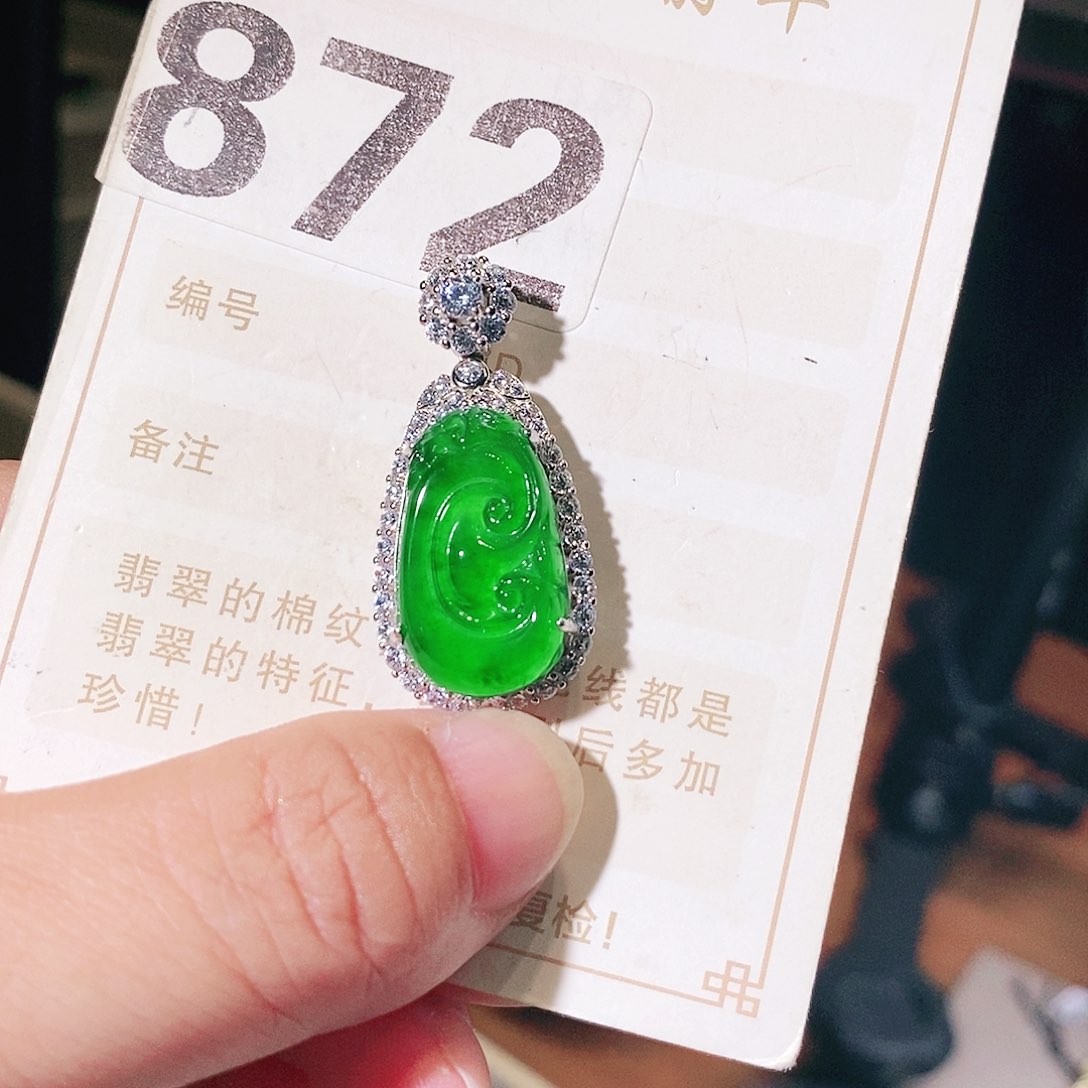 872
编号
备注
翡翠的棉纹 线都是
翡翠的特征, 后多加
珍惜!
复检!